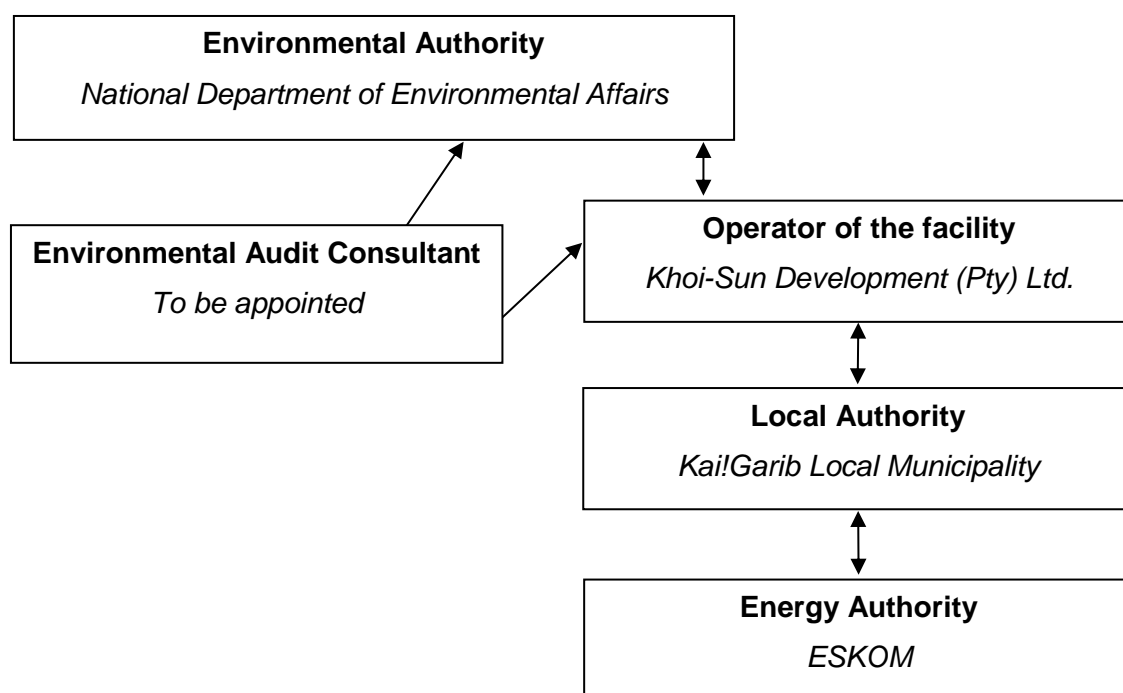 Environmental Authority
National Department of Environmental Affairs
Environmental Audit Consultant
To be appointed
Operator of the facility
Khoi-Sun Development (Pty) Ltd.
Local Authority
Kai!Garib Local Municipality
Energy Authority
ESKOM